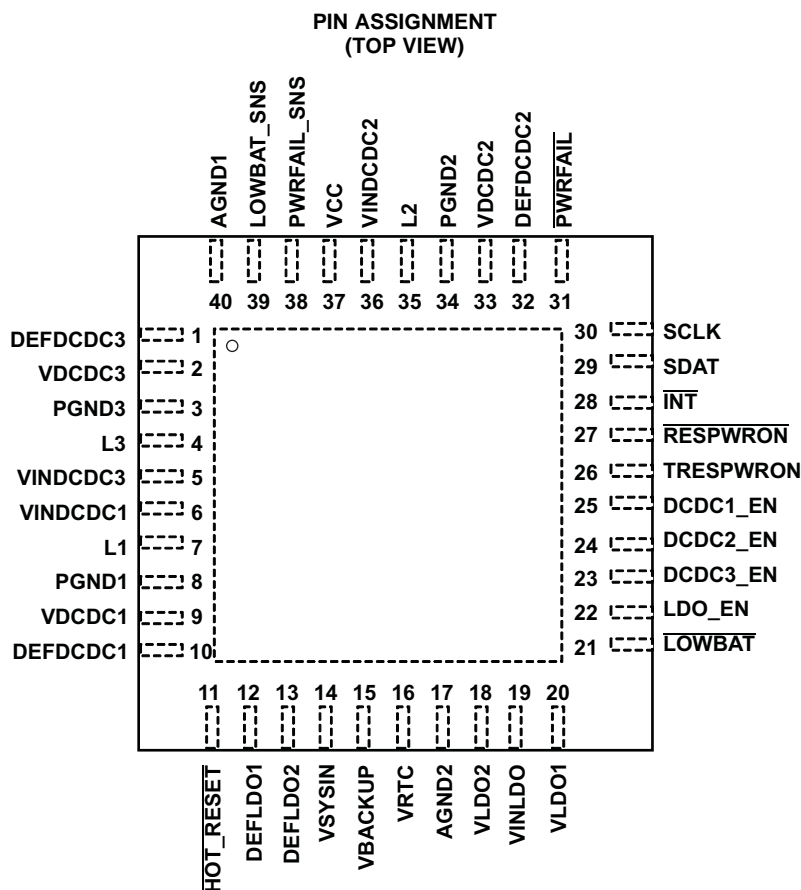 PIN ASSIGNMENT
(TOP VIEW)
AGND1
LOWBAT_SNS
PWRFAIL_SNS
VCC
VINDCDC2
L2
PGND2
VDCDC2
DEFDCDC2
PWRFAIL
40 39 38 37 36 35 34 33 32 31
DEFDCDC3 1
VDCDC3 2
PGND3 3
L3 4
VINDCDC3 5
VINDCDC1 6
L1 7
PGND1 8
VDCDC1 9
DEFDCDC1 10
30 SCLK
29 SDAT
28 INT
27 RESPWRON
26 TRESPWRON
25 DCDC1_EN
24 DCDC2_EN
23 DCDC3_EN
22 LDO_EN
21 LOWBAT
11 12 13 14 15 16 17 18 19 20
HOT_RESET
DEFLDO1
DEFLDO2
VSYSIN
VBACKUP
VRTC
AGND2
VLDO2
VINLDO
VLDO1